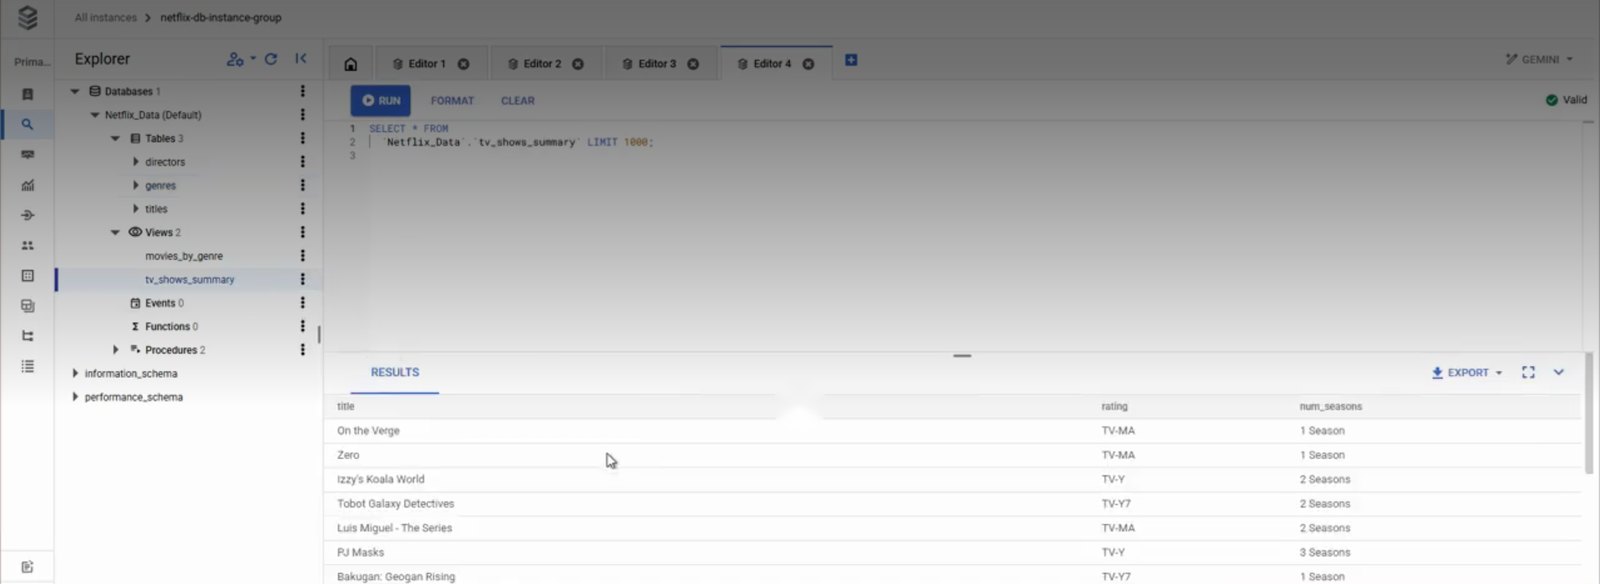 All instances > netflix-db-instance-group
Prima...
Explorer
Editor 1
Editor 2
Editor 3
Editor 4
GEMINI
Databases 1
Netflix_Data (Default)
Tables 3
directors
genres
titles
Views 2
movies_by_genre
tv_shows_summary
Events 0
Functions 0
Procedures 2
information_schema
performance_schema
RUN FORMAT CLEAR
Valid
1 SELECT * FROM
2 `Netflix_Data`.`tv_shows_summary` LIMIT 1000;
3
RESULTS
EXPORT
title rating num_seasons
On the Verge TV-MA 1 Season
Zero TV-MA 1 Season
Izzy's Koala World TV-Y 2 Seasons
Tobot Galaxy Detectives TV-Y7 2 Seasons
Luis Miguel - The Series TV-MA 2 Seasons
PJ Masks TV-Y 3 Seasons
Bakugan: Geogan Rising TV-Y7 1 Season